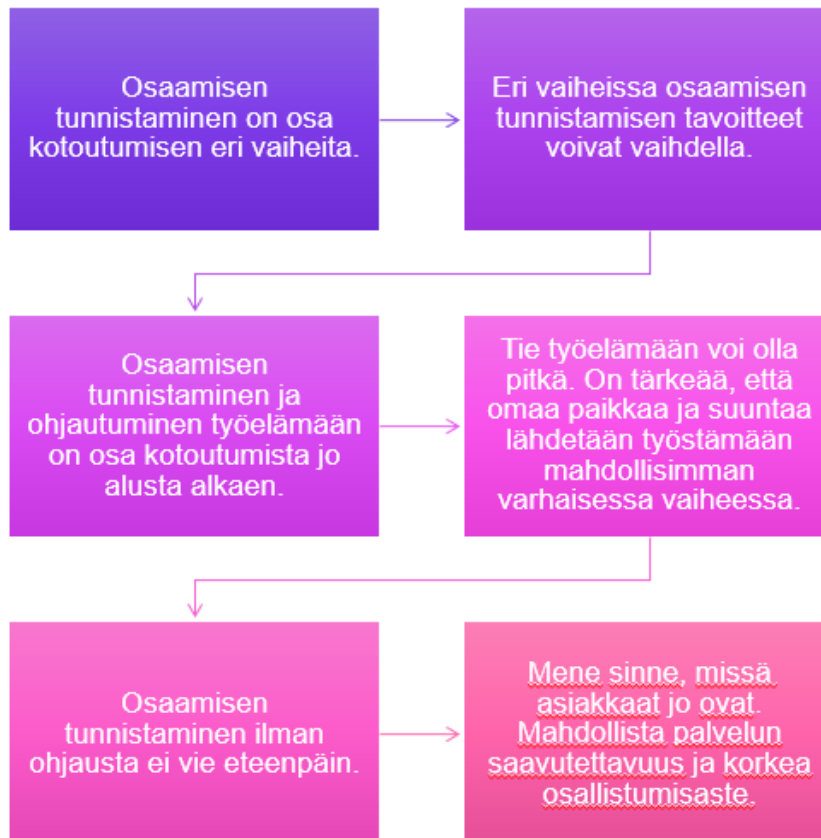 Osaamisen
tunnistaminen on osa
kotoutumisen eri vaiheita.
Eri vaiheissa osaamisen
tunnistamisen tavoitteet
voivat vaihdella.
Osaamisen
tunnistaminen ja
ohjautuminen työelämään
on osa kotoutumista jo
alusta alkaen.
Tie työelämään voi olla
pitkä. On tärkeää, että
omaa paikkaa ja suuntaa
lähdetään työstämään
mahdollisimman
varhaisessa vaiheessa.
Osaamisen
tunnistaminen ilman
ohjausta ei vie eteenpäin.
Mene sinne, missä
asiakkaat jo ovat.
Mahdollista palvelun
saavutettavuus ja korkea
osallistumisaste.